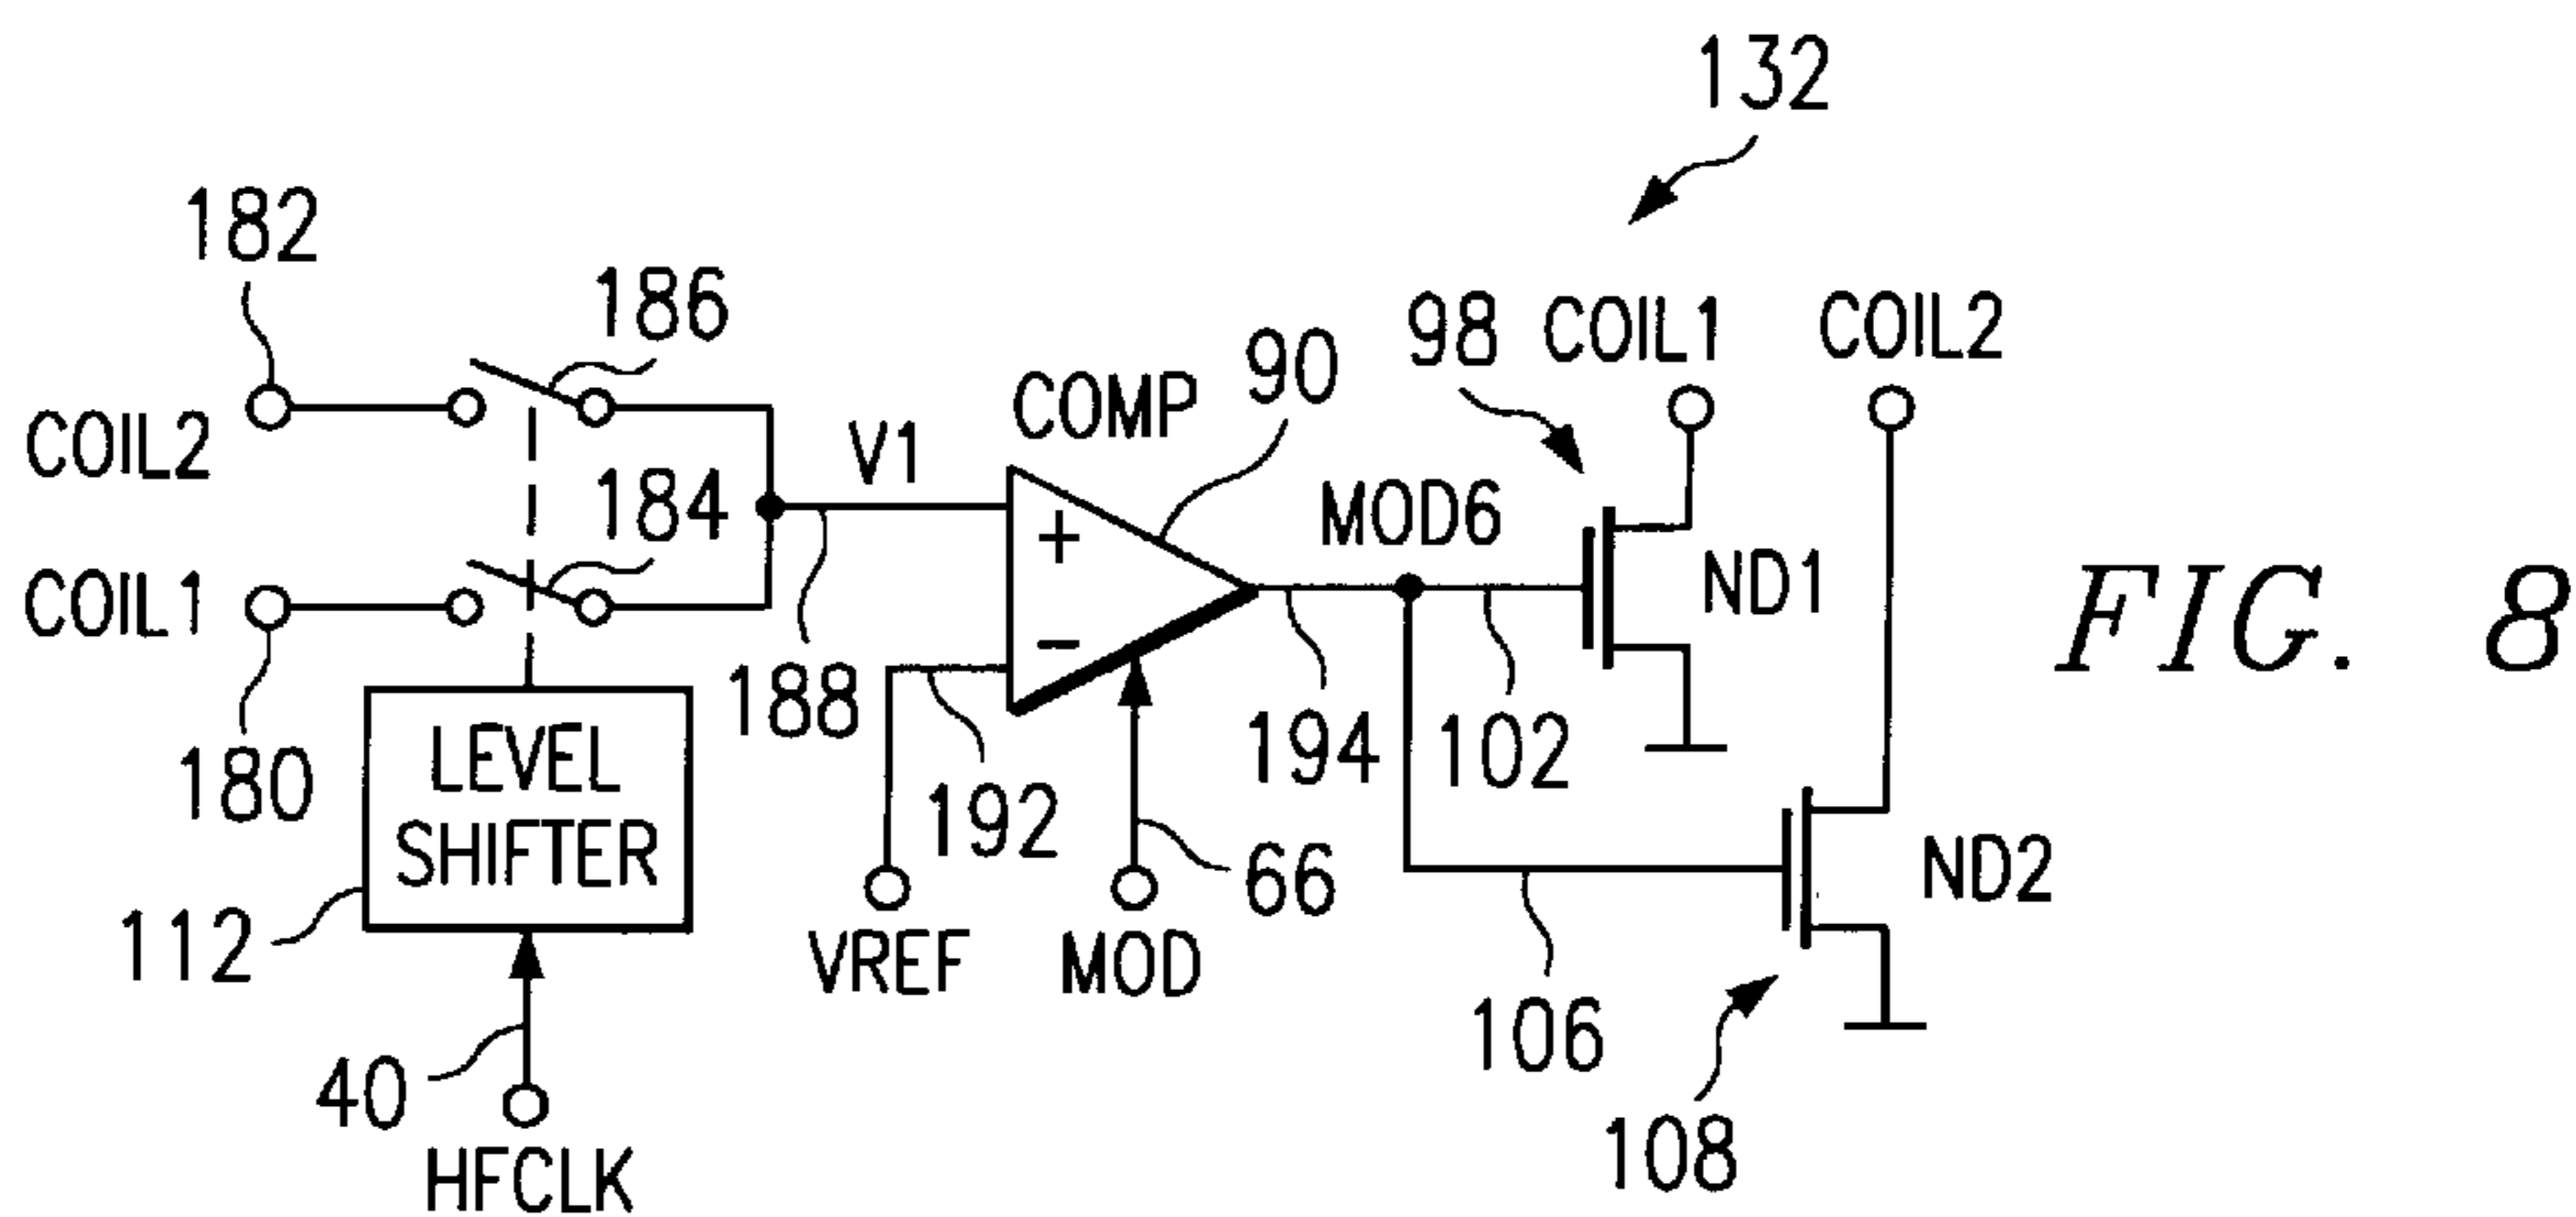 132
182
186
98
COIL1
COIL2
COMP
90
COIL2
V1
184
MOD6
COIL1
ND1
FIG. 8
+
−
180
LEVEL
SHIFTER
188
192
194
102
112
VREF
MOD
66
ND2
40
HFCLK
106
108